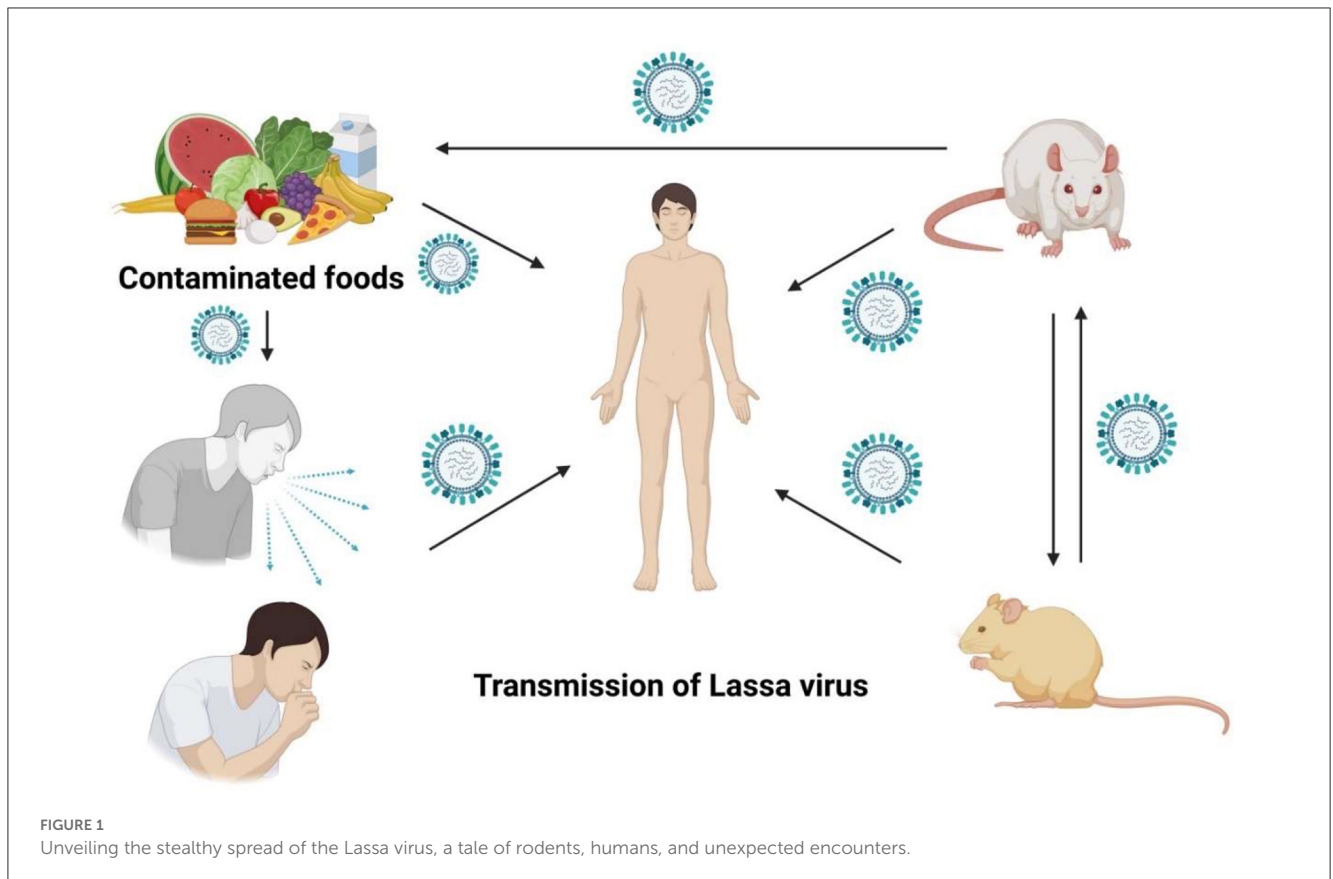 Contaminated foods
Transmission of Lassa virus
FIGURE 1
Unveiling the stealthy spread of the Lassa virus, a tale of rodents, humans, and unexpected encounters.